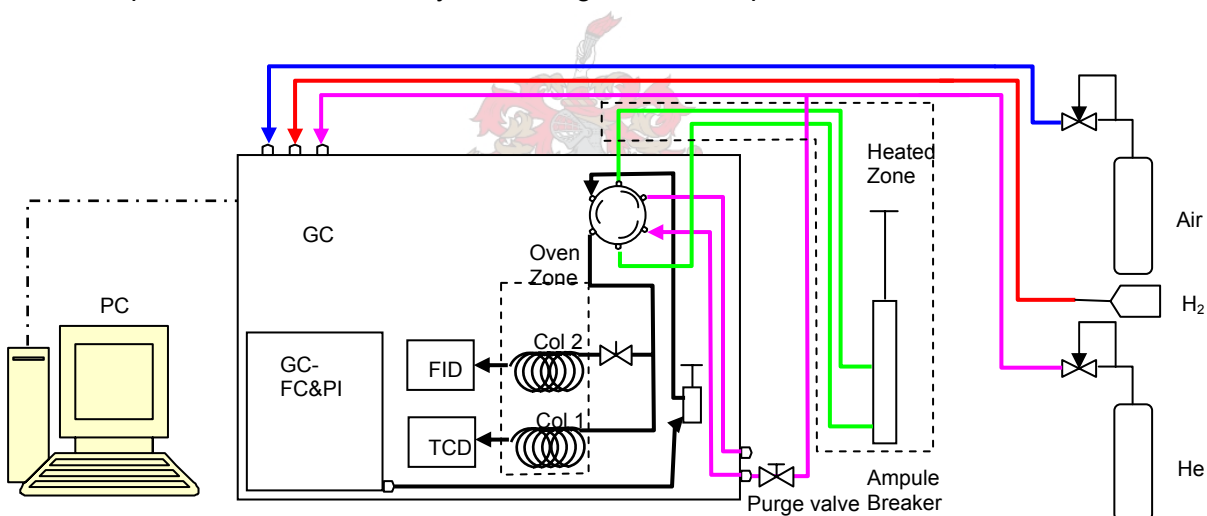 Heated
Zone
GC
Air
Oven
Zone
PC
H₂
Col 2
GC-
FC&PI
FID
Col 1
TCD
He
Purge valve
Ampule
Breaker